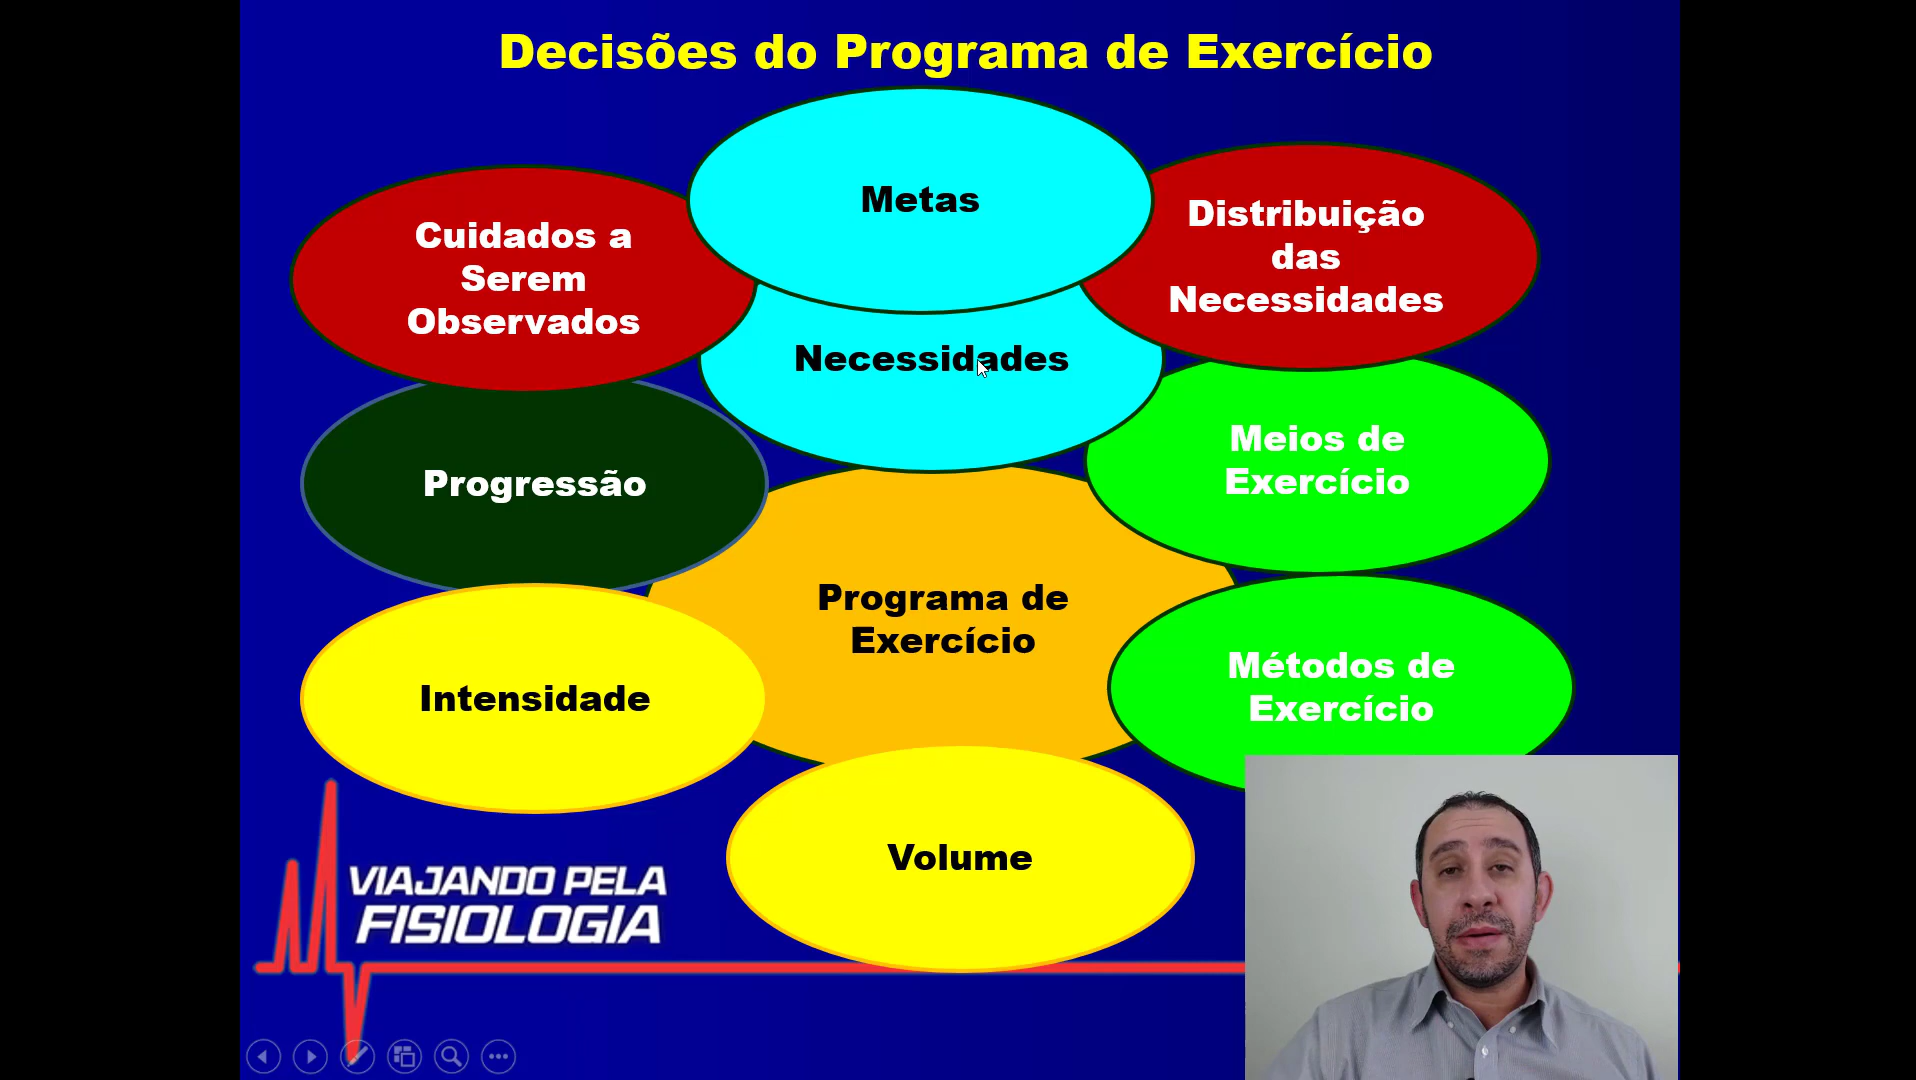 Decisões do Programa de Exercício
Metas
Cuidados a
Serem
Observados
Distribuição
das
Necessidades
Necessidades
Progressão
Meios de
Exercício
Programa de
Exercício
Intensidade
Métodos de
Exercício
Volume
VIAJANDO PELA
FISIOLOGIA